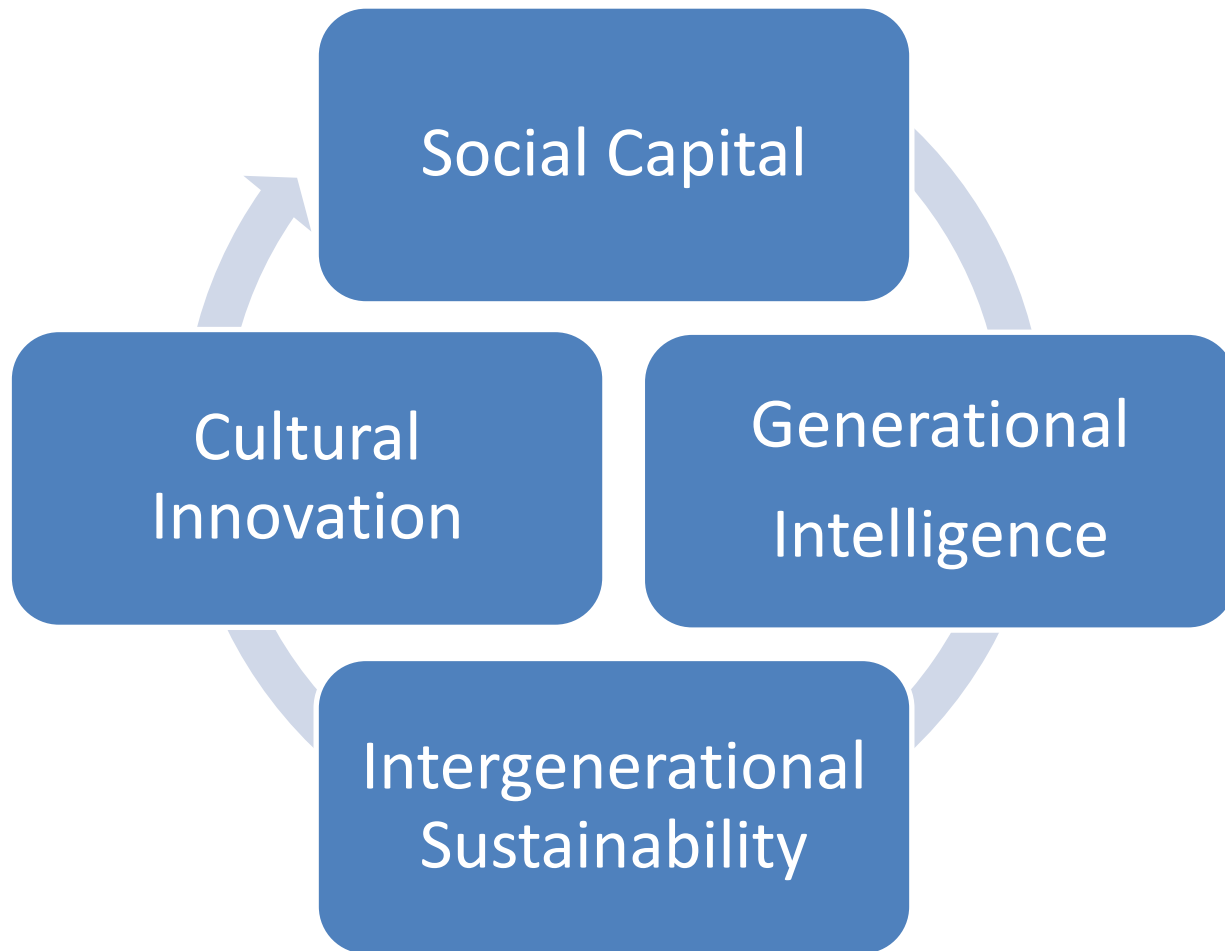 Social Capital
Generational
Intelligence
Intergenerational
Sustainability
Cultural
Innovation